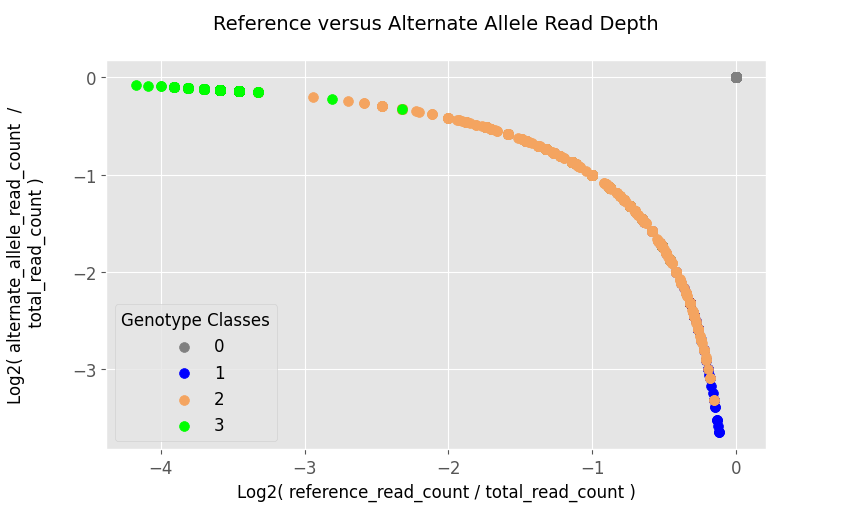 Reference versus Alternate Allele Read Depth
Log2( alternate_allele_read_count /
total_read_count )
0
−1
−2
−3
Genotype Classes
0
1
2
3
−4
−3
−2
−1
0
Log2( reference_read_count / total_read_count )